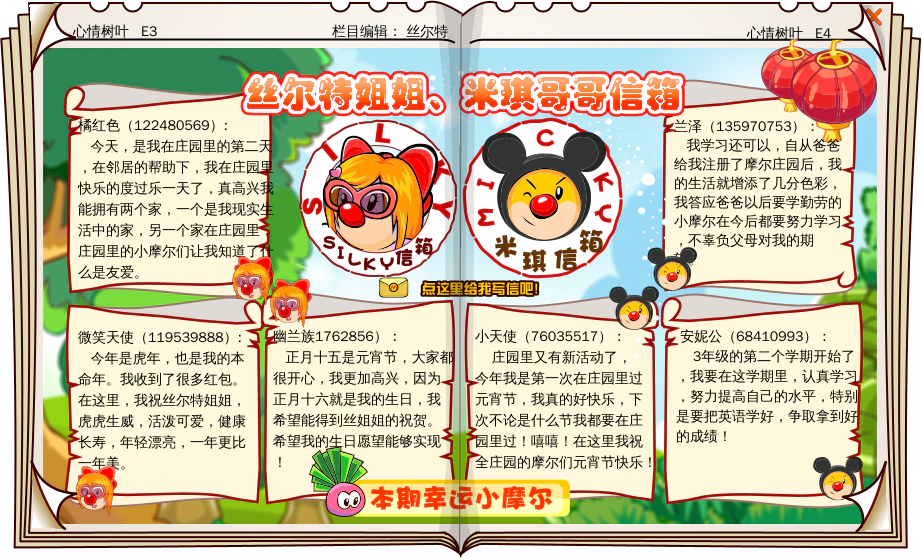 心情树叶 E3
栏目编辑： 丝尔特
心情树叶 E4
丝尔特姐姐、米琪哥哥信箱
橘红色（122480569）:
今天，是我在庄园里的第二天
，在邻居的帮助下，我在庄园里
快乐的度过乐一天了，真高兴我
能拥有两个家，一个是我现实生
活中的家，另一个家在庄园里
庄园里的小摩尔们让我知道了什
么是友爱。
SILKY
SILKY信箱
MICKY
米琪信箱
点这里给我写信吧!
兰泽（135970753）:
我学习还可以，自从爸爸
给我注册了摩尔庄园后，我
的生活就增添了几分色彩，
我答应爸爸以后要学勤劳的
小摩尔在今后都要努力学习
，不辜负父母对我的期
微笑天使（119539888）:
今年是虎年，也是我的本
命年。我收到了很多红包。
在这里，我祝丝尔特姐姐，
虎虎生威，活泼可爱，健康
长寿，年轻漂亮，一年更比
一年美。
幽兰族1762856）:
正月十五是元宵节，大家都
很开心，我更加高兴，因为
正月十六就是我的生日，我
希望能得到丝姐姐的祝贺。
希望我的生日愿望能够实现
！
小天使（76035517）:
庄园里又有新活动了，
今年我是第一次在庄园里过
元宵节，我真的好快乐，下
次不论是什么节我都要在庄
园里过！嘻嘻！在这里我祝
全庄园的摩尔们元宵节快乐！
安妮公（68410993）:
3年级的第二个学期开始了
，我要在这学期里，认真学习
，努力提高自己的水平，特别
是要把英语学好，争取拿到好
的成绩！
本期幸运小摩尔